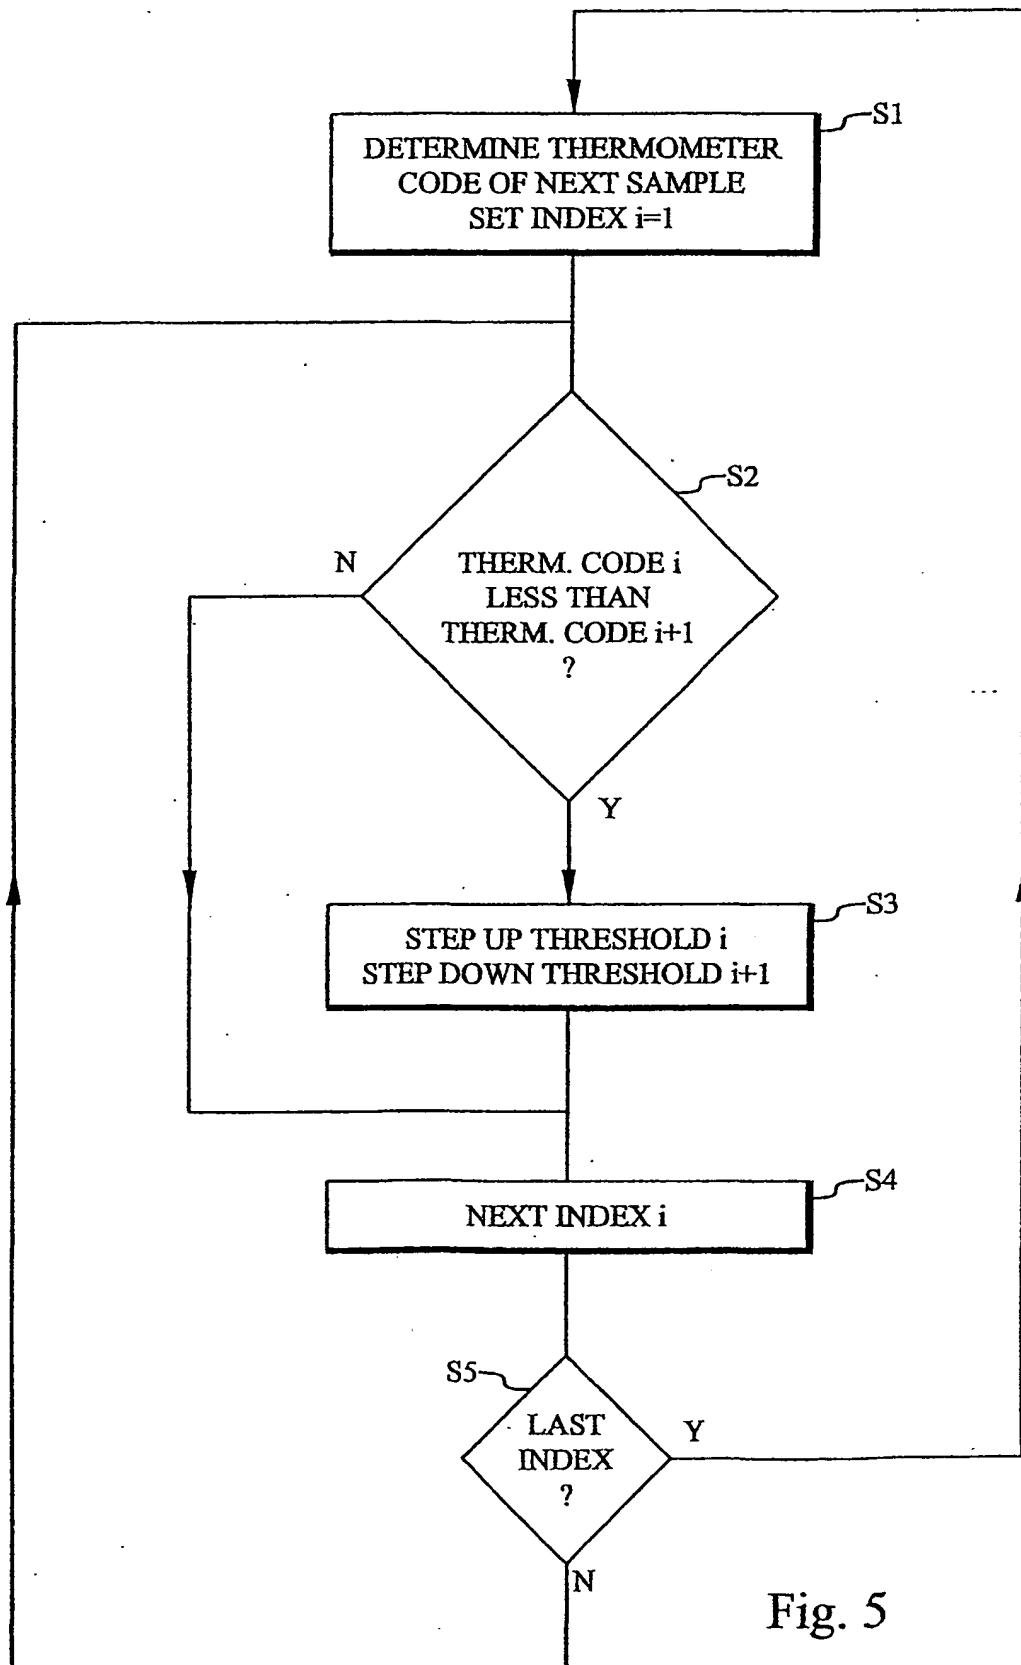 S1
DETERMINE THERMOMETER
CODE OF NEXT SAMPLE
SET INDEX i=1
S2
N
THERM. CODE i
LESS THAN
THERM. CODE i+1
?
Y
S3
STEP UP THRESHOLD i
STEP DOWN THRESHOLD i+1
S4
NEXT INDEX i
S5
LAST
INDEX
?
Y
N
Fig. 5